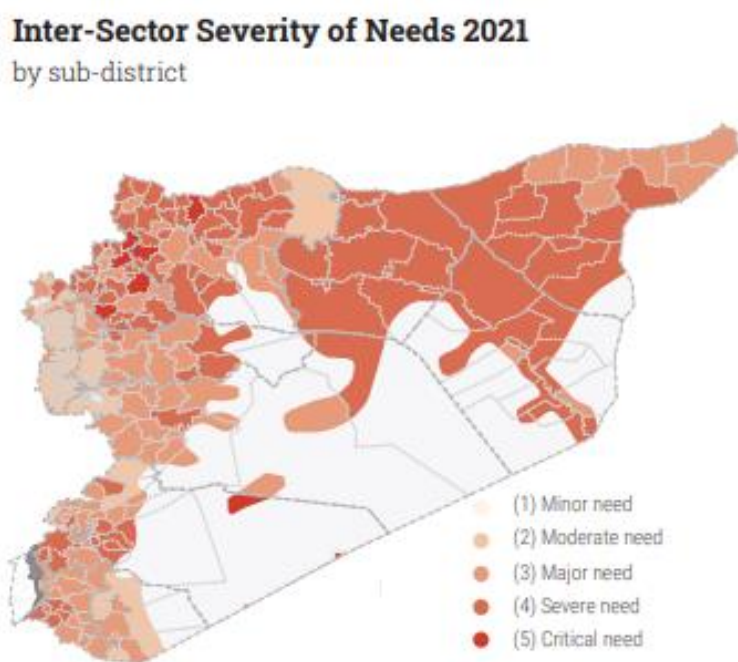 Inter-Sector Severity of Needs 2021
by sub-district
(1) Minor need
(2) Moderate need
(3) Major need
(4) Severe need
(5) Critical need